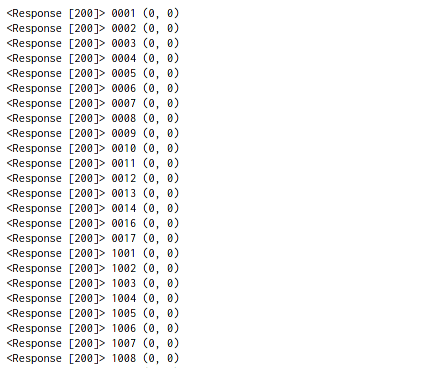 <Response [200]> 0001 (0, 0)
<Response [200]> 0002 (0, 0)
<Response [200]> 0003 (0, 0)
<Response [200]> 0004 (0, 0)
<Response [200]> 0005 (0, 0)
<Response [200]> 0006 (0, 0)
<Response [200]> 0007 (0, 0)
<Response [200]> 0008 (0, 0)
<Response [200]> 0009 (0, 0)
<Response [200]> 0010 (0, 0)
<Response [200]> 0011 (0, 0)
<Response [200]> 0012 (0, 0)
<Response [200]> 0013 (0, 0)
<Response [200]> 0014 (0, 0)
<Response [200]> 0016 (0, 0)
<Response [200]> 0017 (0, 0)
<Response [200]> 1001 (0, 0)
<Response [200]> 1002 (0, 0)
<Response [200]> 1003 (0, 0)
<Response [200]> 1004 (0, 0)
<Response [200]> 1005 (0, 0)
<Response [200]> 1006 (0, 0)
<Response [200]> 1007 (0, 0)
<Response [200]> 1008 (0, 0)